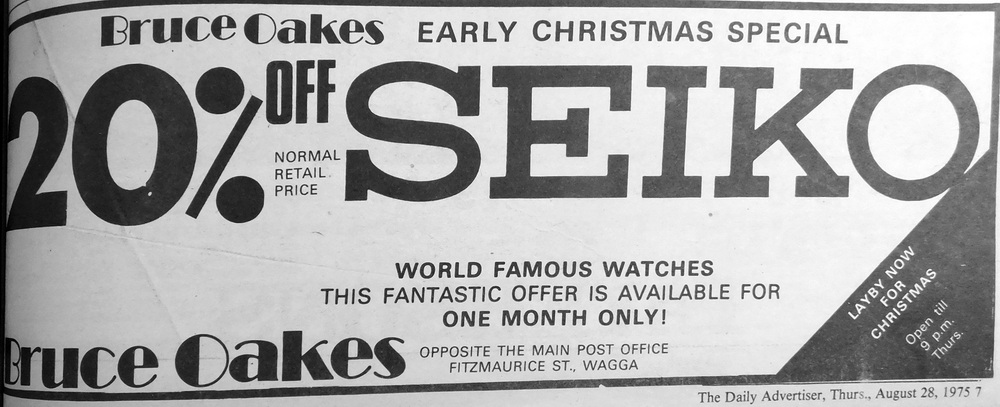 Bruce Oakes EARLY CHRISTMAS SPECIAL
20% OFF SEIKO
NORMAL
RETAIL
PRICE
WORLD FAMOUS WATCHES
THIS FANTASTIC OFFER IS AVAILABLE FOR
ONE MONTH ONLY!
LAYBY NOW
FOR
CHRISTMAS
Open till
9 p.m.
Thurs.
Bruce Oakes OPPOSITE THE MAIN POST OFFICE
FITZMAURICE ST., WAGGA
The Daily Advertiser, Thurs., August 28, 1975 7